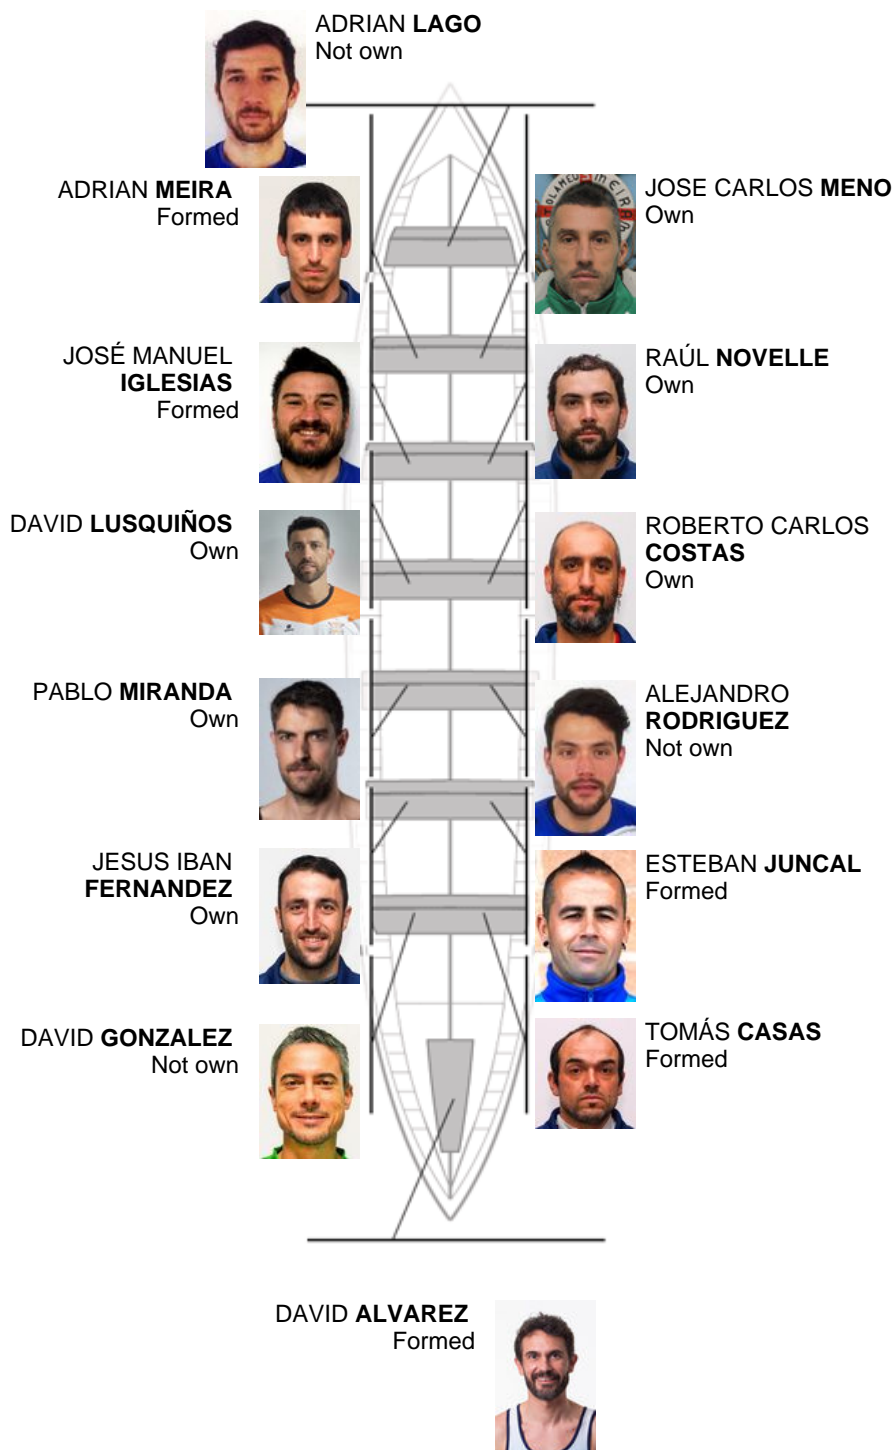 ADRIAN LAGO
Not own
ADRIAN MEIRA
Formed
JOSE CARLOS MENO
Own
JOSÉ MANUEL
IGLESIAS
Formed
RAÚL NOVELLE
Own
DAVID LUSQUIÑOS
Own
ROBERTO CARLOS
COSTAS
Own
PABLO MIRANDA
Own
ALEJANDRO
RODRIGUEZ
Not own
JESUS IBAN
FERNANDEZ
Own
ESTEBAN JUNCAL
Formed
DAVID GONZALEZ
Not own
TOMÁS CASAS
Formed
DAVID ALVAREZ
Formed